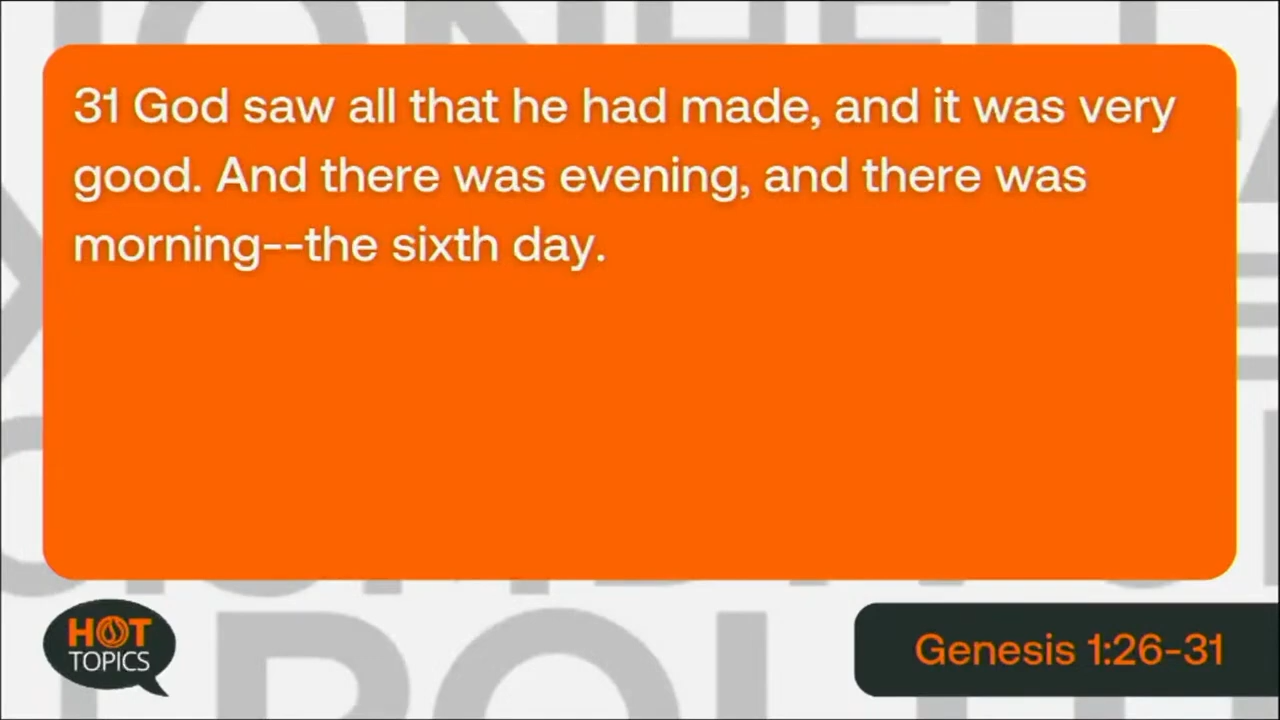 31 God saw all that he had made, and it was very
good. And there was evening, and there was
morning--the sixth day.
HOT
TOPICS
Genesis 1:26-31